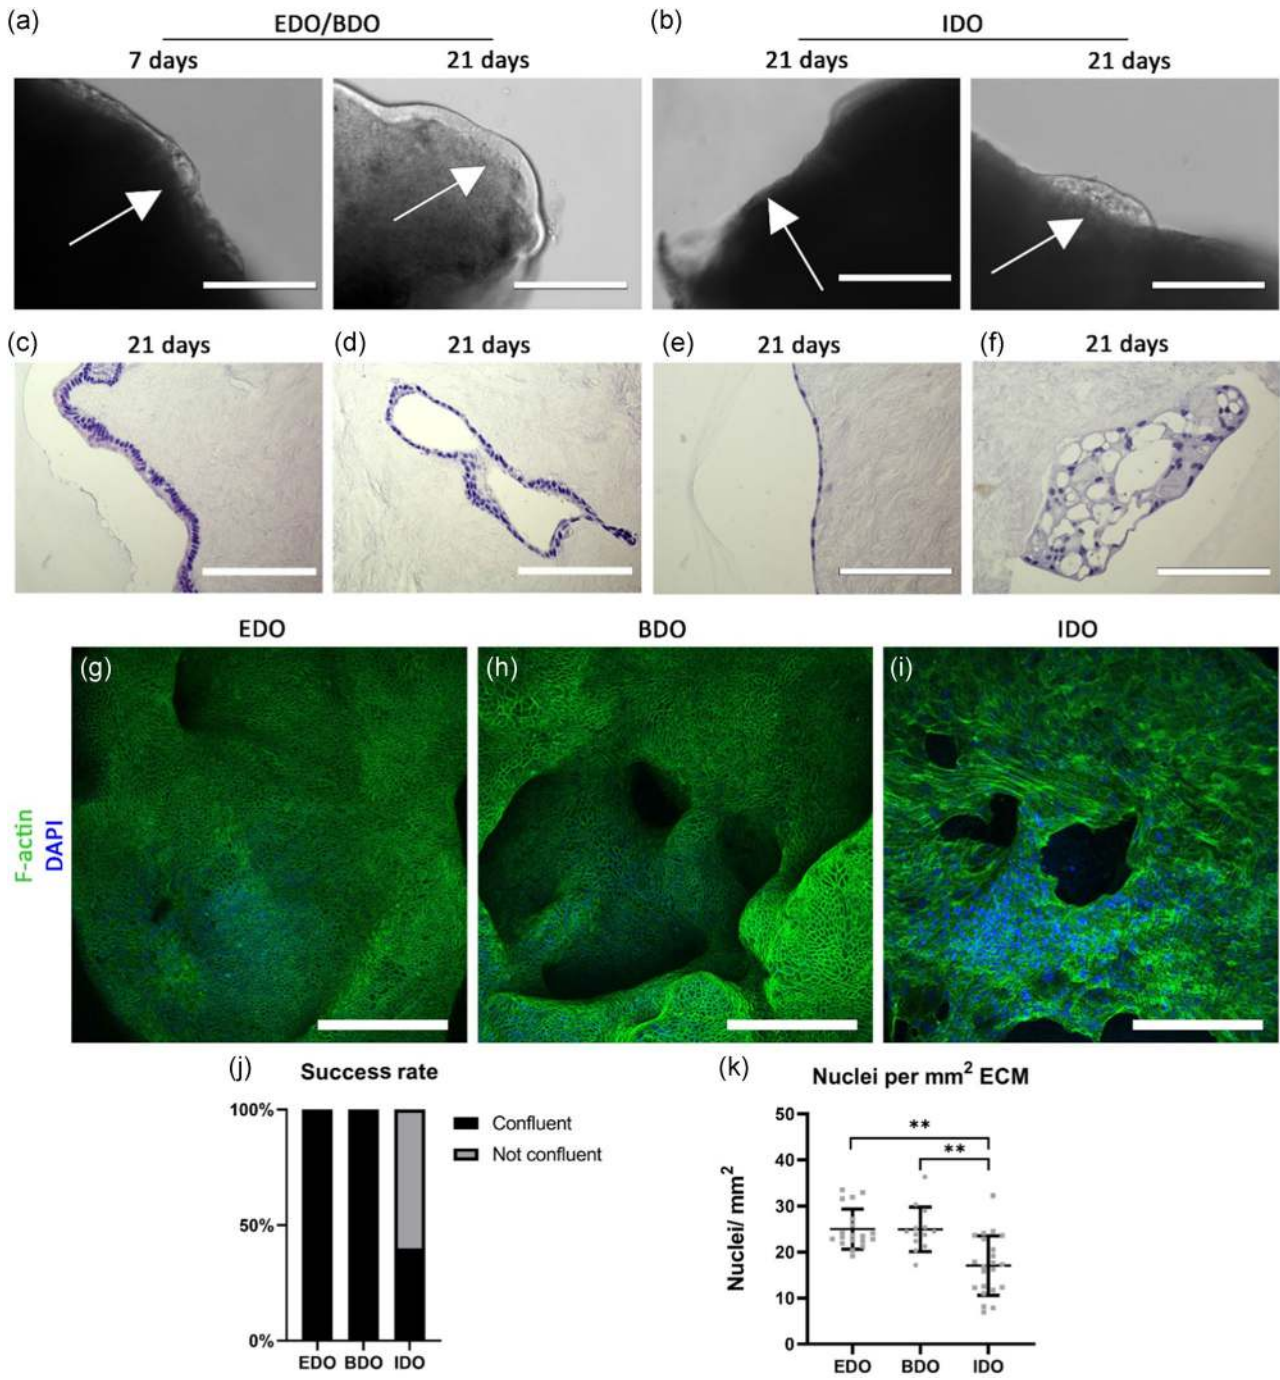 (a) EDO/BDO (b) IDO
7 days 21 days 21 days 21 days
(c) 21 days (d) 21 days (e) 21 days (f) 21 days
EDO BDO IDO
(g) (h) (i)
F-actin
DAPI
(j) Success rate
100%
50%
0%
EDO BDO IDO
Confluent
Not confluent
(k) Nuclei per mm² ECM
Nuclei/ mm²
50
40
30
20
10
0
**
**
EDO BDO IDO